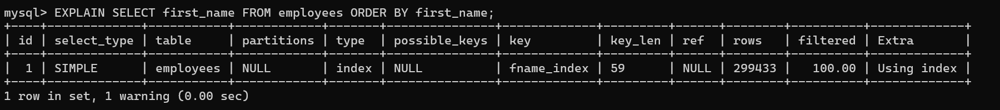 mysql> EXPLAIN SELECT first_name FROM employees ORDER BY first_name;
+----+-------------+-----------+------------+-------+---------------+-------------+---------+------+--------+----------+-------------+
| id | select_type | table     | partitions | type  | possible_keys | key         | key_len | ref  | rows   | filtered | Extra       |
+----+-------------+-----------+------------+-------+---------------+-------------+---------+------+--------+----------+-------------+
|  1 | SIMPLE      | employees | NULL       | index | NULL          | fname_index | 59      | NULL | 299433 |   100.00 | Using index |
+----+-------------+-----------+------------+-------+---------------+-------------+---------+------+--------+----------+-------------+
1 row in set, 1 warning (0.00 sec)